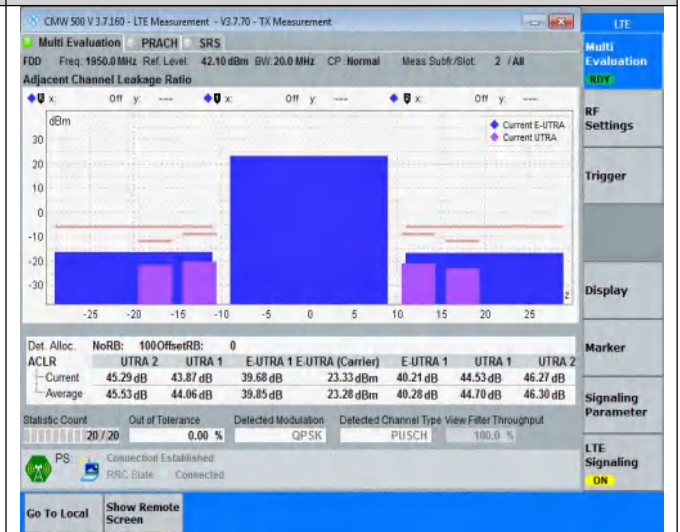 CMW 500 V 3.7.160 - LTE Measurement - V3.7.70 - TX Measurement
LTE
Multi Evaluation PRACH SRS
Multi Evaluation
RDY
FDD Freq: 1950.0 MHz Ref. Level: 42.10 dBm BW: 20.0 MHz CP: Normal Meas Subfr./Slot: 2 / All
Adjacent Channel Leakage Ratio
x: Off y: --- x: Off y: --- x: Off y: ---
dBm
Current E-UTRA
Current UTRA
RF Settings
30
20
10
0
-10
-20
-30
Trigger
Display
-25 -20 -15 -10 -5 0 5 10 15 20 25
Det. Alloc. NoRB: 100 OffsetRB: 0
Marker
ACLR UTRA 2 UTRA 1 E-UTRA 1 E-UTRA (Carrier) E-UTRA 1 UTRA 1 UTRA 2
Current 45.29 dB 43.87 dB 39.68 dB 23.33 dBm 40.21 dB 44.53 dB 46.27 dB
Average 45.53 dB 44.06 dB 39.85 dB 23.28 dBm 40.28 dB 44.70 dB 46.30 dB
Signaling Parameter
Statistic Count Out of Tolerance Detected Modulation Detected Channel Type View Filter Throughput
20 / 20 0.00 % QPSK PUSCH 100.0 %
PS: Connection Established
RRC State Connected
LTE Signaling
ON
Go To Local Show Remote Screen